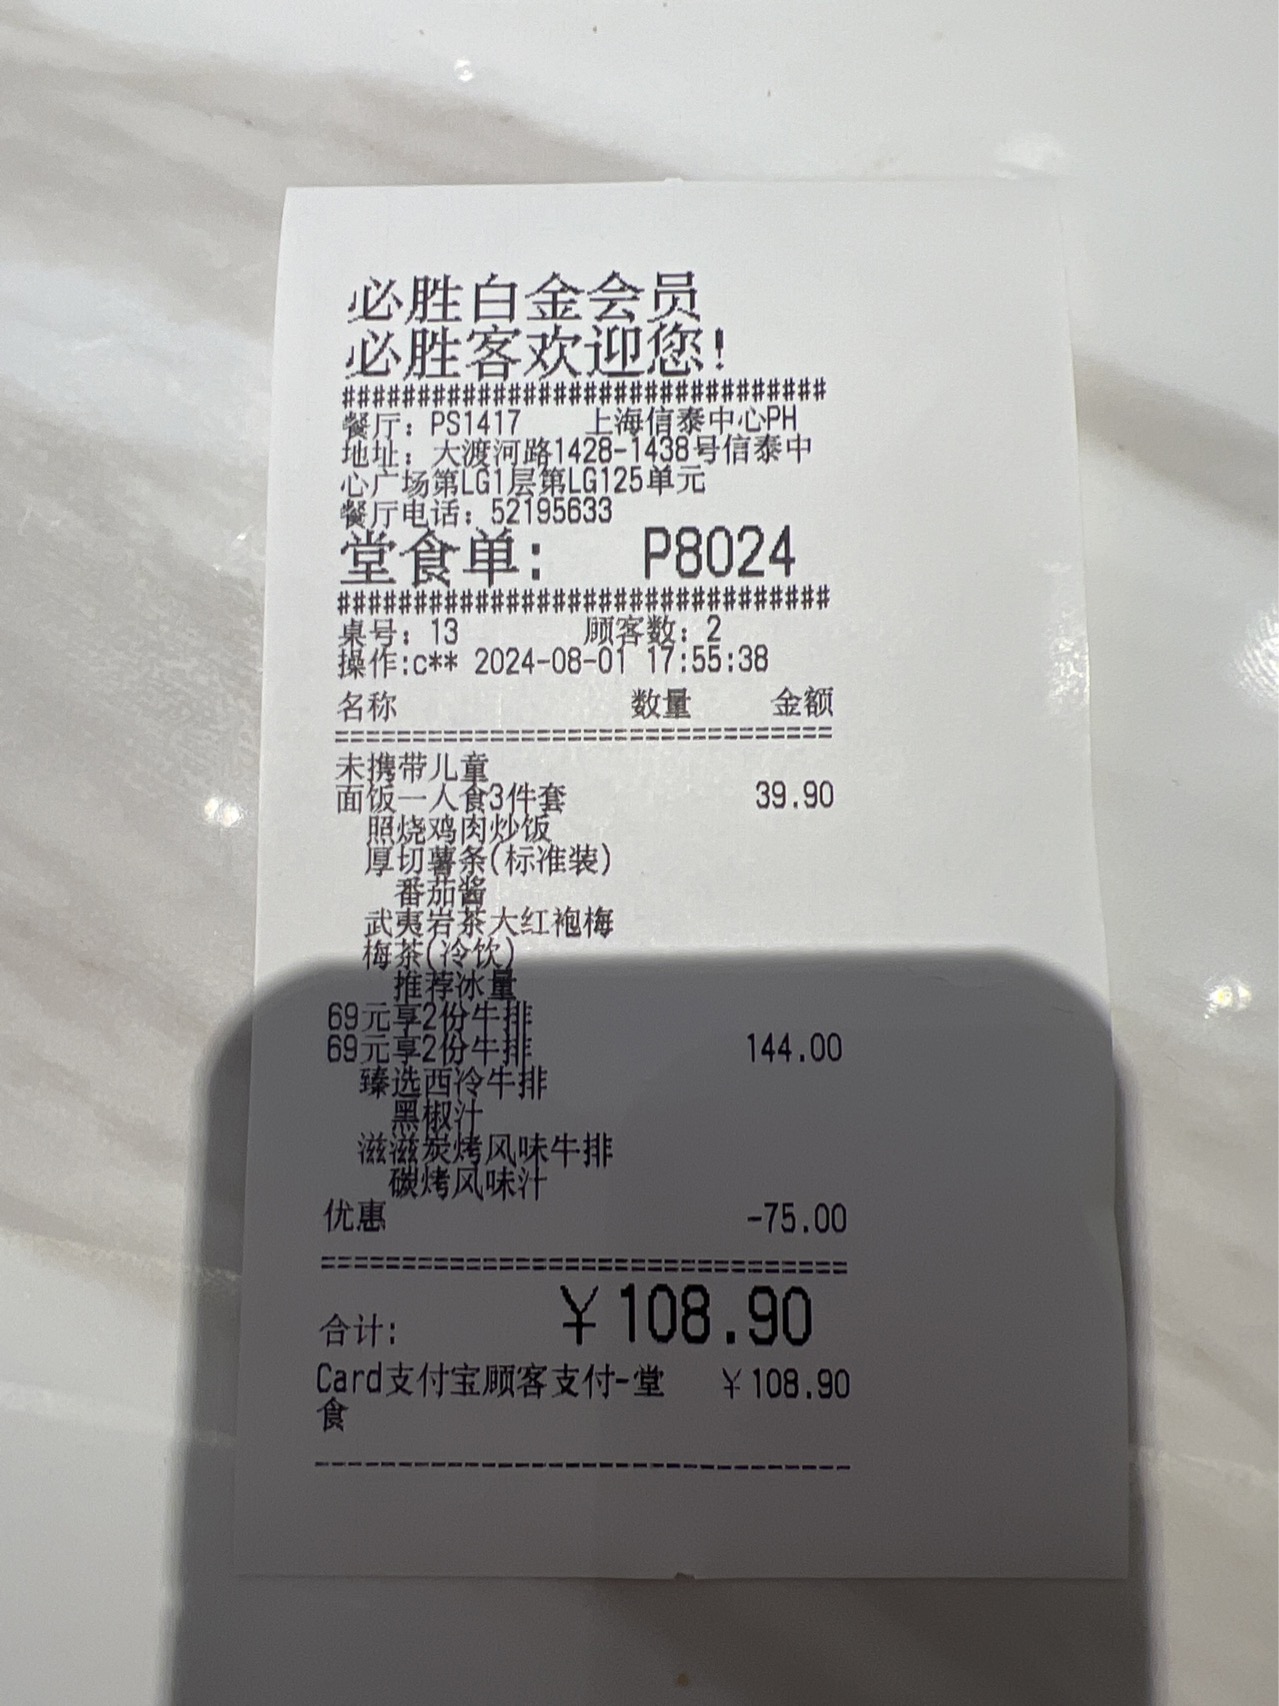 必胜白金会员
必胜客欢迎您!
################################
餐厅: PS1417 上海信泰中心PH
地址: 大渡河路1428-1438号信泰中
心广场第LG1层第LG125单元
餐厅电话: 52195633
堂食单: P8024
################################
桌号: 13 顾客数: 2
操作:c** 2024-08-01 17:55:38
名称 数量 金额
================================
未携带儿童
面饭一人食3件套 39.90
照烧鸡肉炒饭
厚切薯条(标准装)
番茄酱
武夷岩茶大红袍梅
梅茶(冷饮)
推荐冰量
69元享2份牛排
69元享2份牛排 144.00
臻选西冷牛排
黑椒汁
滋滋炭烤风味牛排
碳烤风味汁
优惠 -75.00
================================
合计: ¥108.90
Card支付宝顾客支付-堂 ¥108.90
食
--------------------------------